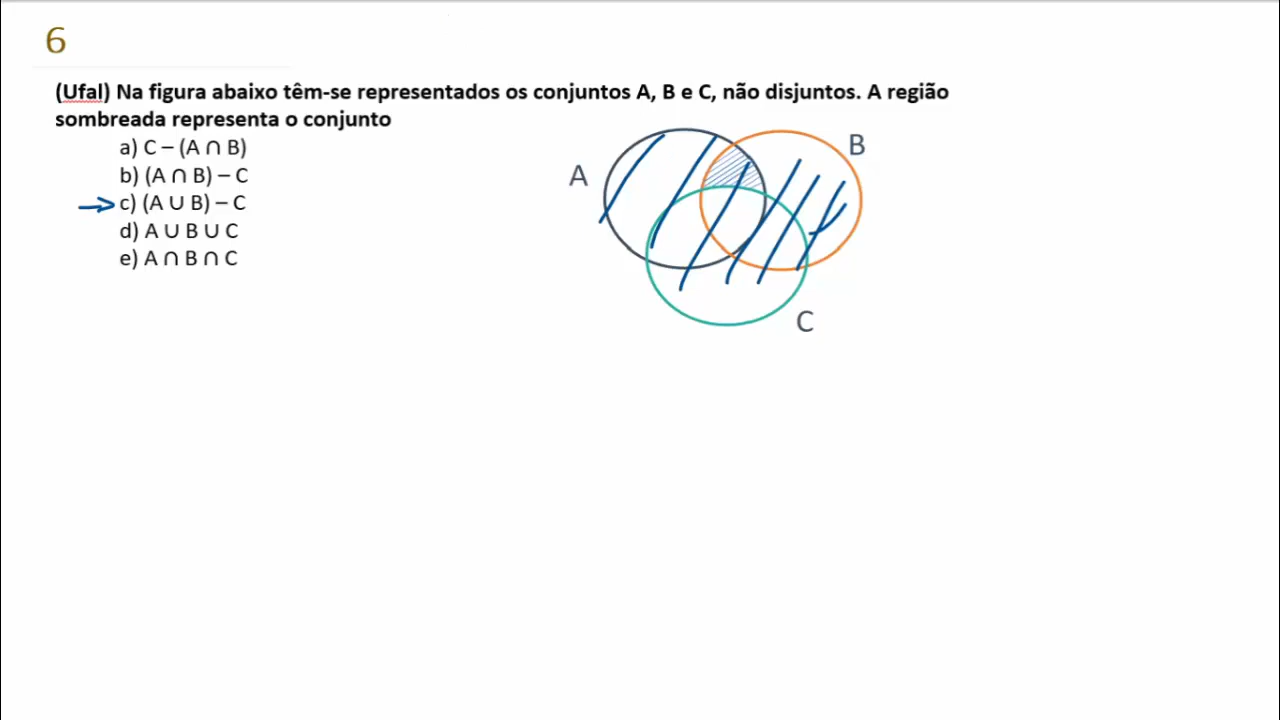 6
(Ufal) Na figura abaixo têm-se representados os conjuntos A, B e C, não disjuntos. A região
sombreada representa o conjunto
a) C – (A ∩ B)
b) (A ∩ B) – C
c) (A ∪ B) – C
d) A ∪ B ∪ C
e) A ∩ B ∩ C
A
B
C